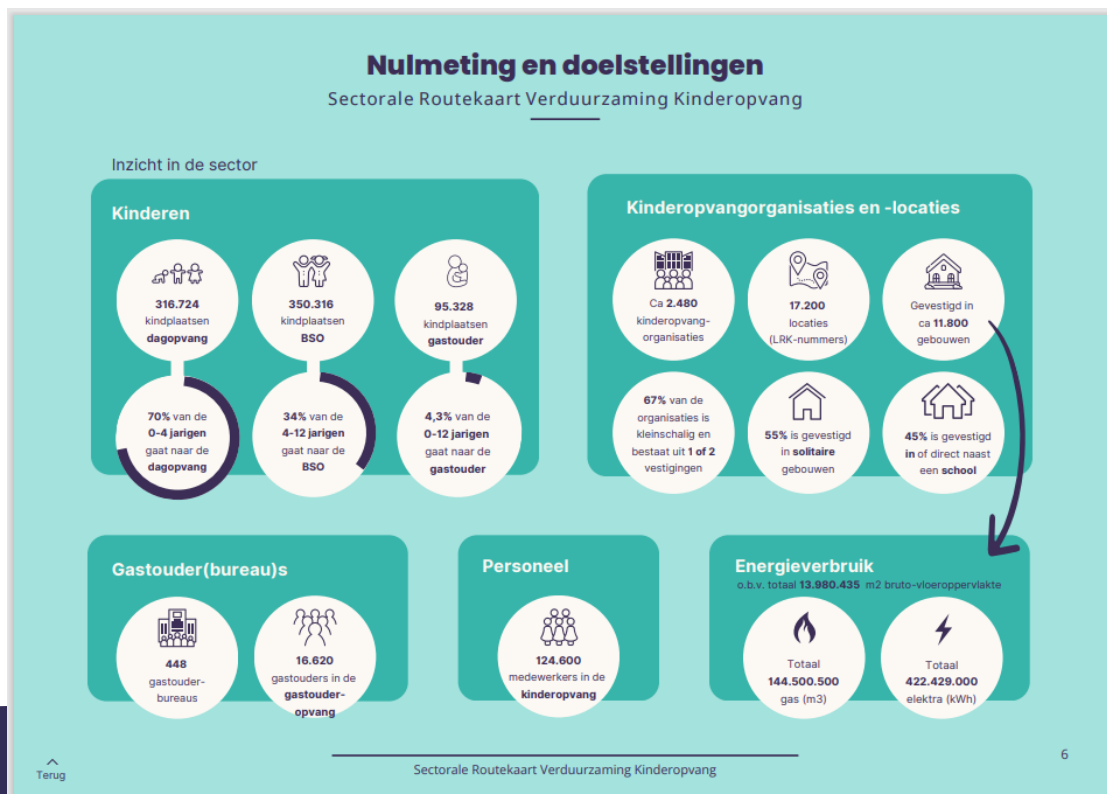 Nulmeting en doelstellingen
Sectorale Routekaart Verduurzaming Kinderopvang
Inzicht in de sector
Kinderen
316.724
kindplaatsen
dagopvang
350.316
kindplaatsen
BSO
95.328
kindplaatsen
gastouder
70% van de
0-4 jarigen
gaat naar de
dagopvang
34% van de
4-12 jarigen
gaat naar de
BSO
4,3% van de
0-12 jarigen
gaat naar de
gastouder
Kinderopvangorganisaties en -locaties
Ca 2.480
kinderopvang-
organisaties
17.200
locaties
(LRK-nummers)
Gevestigd in
ca 11.800
gebouwen
67% van de
organisaties is
kleinschalig en
bestaat uit 1 of 2
vestigingen
55% is gevestigd
in solitaire
gebouwen
45% is gevestigd
in of direct naast
een school
Gastouder(bureau)s
448
gastouder-
bureaus
16.620
gastouders in de
gastouder-
opvang
Personeel
124.600
medewerkers in de
kinderopvang
Energieverbruik
o.b.v. totaal 13.980.435 m2 bruto-vloeroppervlakte
Totaal
144.500.500
gas (m3)
Totaal
422.429.000
elektra (kWh)
Terug
Sectorale Routekaart Verduurzaming Kinderopvang
6